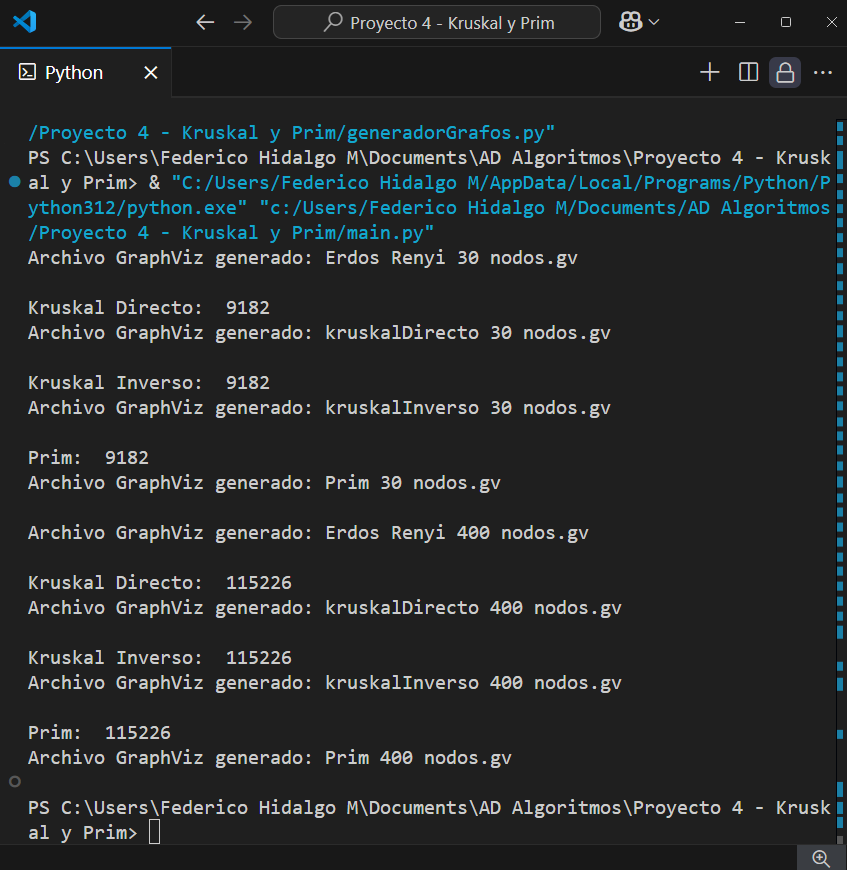 Proyecto 4 - Kruskal y Prim
Python
/Proyecto 4 - Kruskal y Prim/generadorGrafos.py"
PS C:\Users\Federico Hidalgo M\Documents\AD Algoritmos\Proyecto 4 - Krusk
al y Prim> & "C:/Users/Federico Hidalgo M/AppData/Local/Programs/Python/P
ython312/python.exe" "c:/Users/Federico Hidalgo M/Documents/AD Algoritmos
/Proyecto 4 - Kruskal y Prim/main.py"
Archivo GraphViz generado: Erdos Renyi 30 nodos.gv
Kruskal Directo:  9182
Archivo GraphViz generado: kruskalDirecto 30 nodos.gv
Kruskal Inverso:  9182
Archivo GraphViz generado: kruskalInverso 30 nodos.gv
Prim:  9182
Archivo GraphViz generado: Prim 30 nodos.gv
Archivo GraphViz generado: Erdos Renyi 400 nodos.gv
Kruskal Directo:  115226
Archivo GraphViz generado: kruskalDirecto 400 nodos.gv
Kruskal Inverso:  115226
Archivo GraphViz generado: kruskalInverso 400 nodos.gv
Prim:  115226
Archivo GraphViz generado: Prim 400 nodos.gv
PS C:\Users\Federico Hidalgo M\Documents\AD Algoritmos\Proyecto 4 - Krusk
al y Prim>